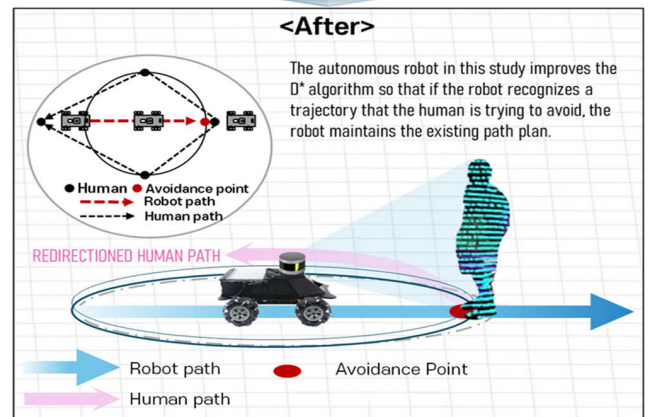 <After>
The autonomous robot in this study improves the
D* algorithm so that if the robot recognizes a
trajectory that the human is trying to avoid, the
robot maintains the existing path plan.
Human Avoidance point
Robot path
Human path
REDIRECTIONED HUMAN PATH
Robot path Avoidance Point
Human path